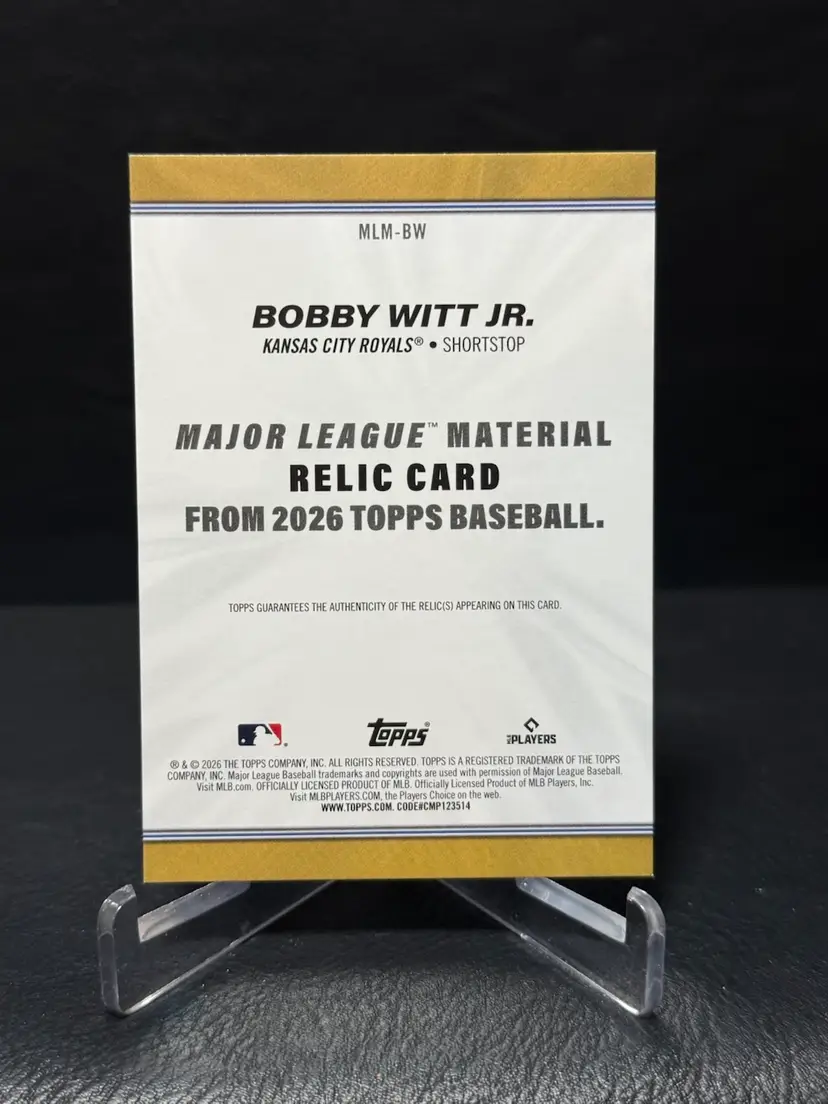 MLM-BW
BOBBY WITT JR.
KANSAS CITY ROYALS® • SHORTSTOP
MAJOR LEAGUE™ MATERIAL
RELIC CARD
FROM 2026 TOPPS BASEBALL.
TOPPS GUARANTEES THE AUTHENTICITY OF THE RELIC(S) APPEARING ON THIS CARD.
topps®
PLAYERS
® & © 2026 THE TOPPS COMPANY, INC. ALL RIGHTS RESERVED. TOPPS IS A REGISTERED TRADEMARK OF THE TOPPS
COMPANY, INC. Major League Baseball trademarks and copyrights are used with permission of Major League Baseball.
Visit MLB.com. OFFICIALLY LICENSED PRODUCT OF MLB. Officially Licensed Product of MLB Players, Inc.
Visit MLBPLAYERS.COM, the Players Choice on the web.
WWW.TOPPS.COM. CODE#CMP123514